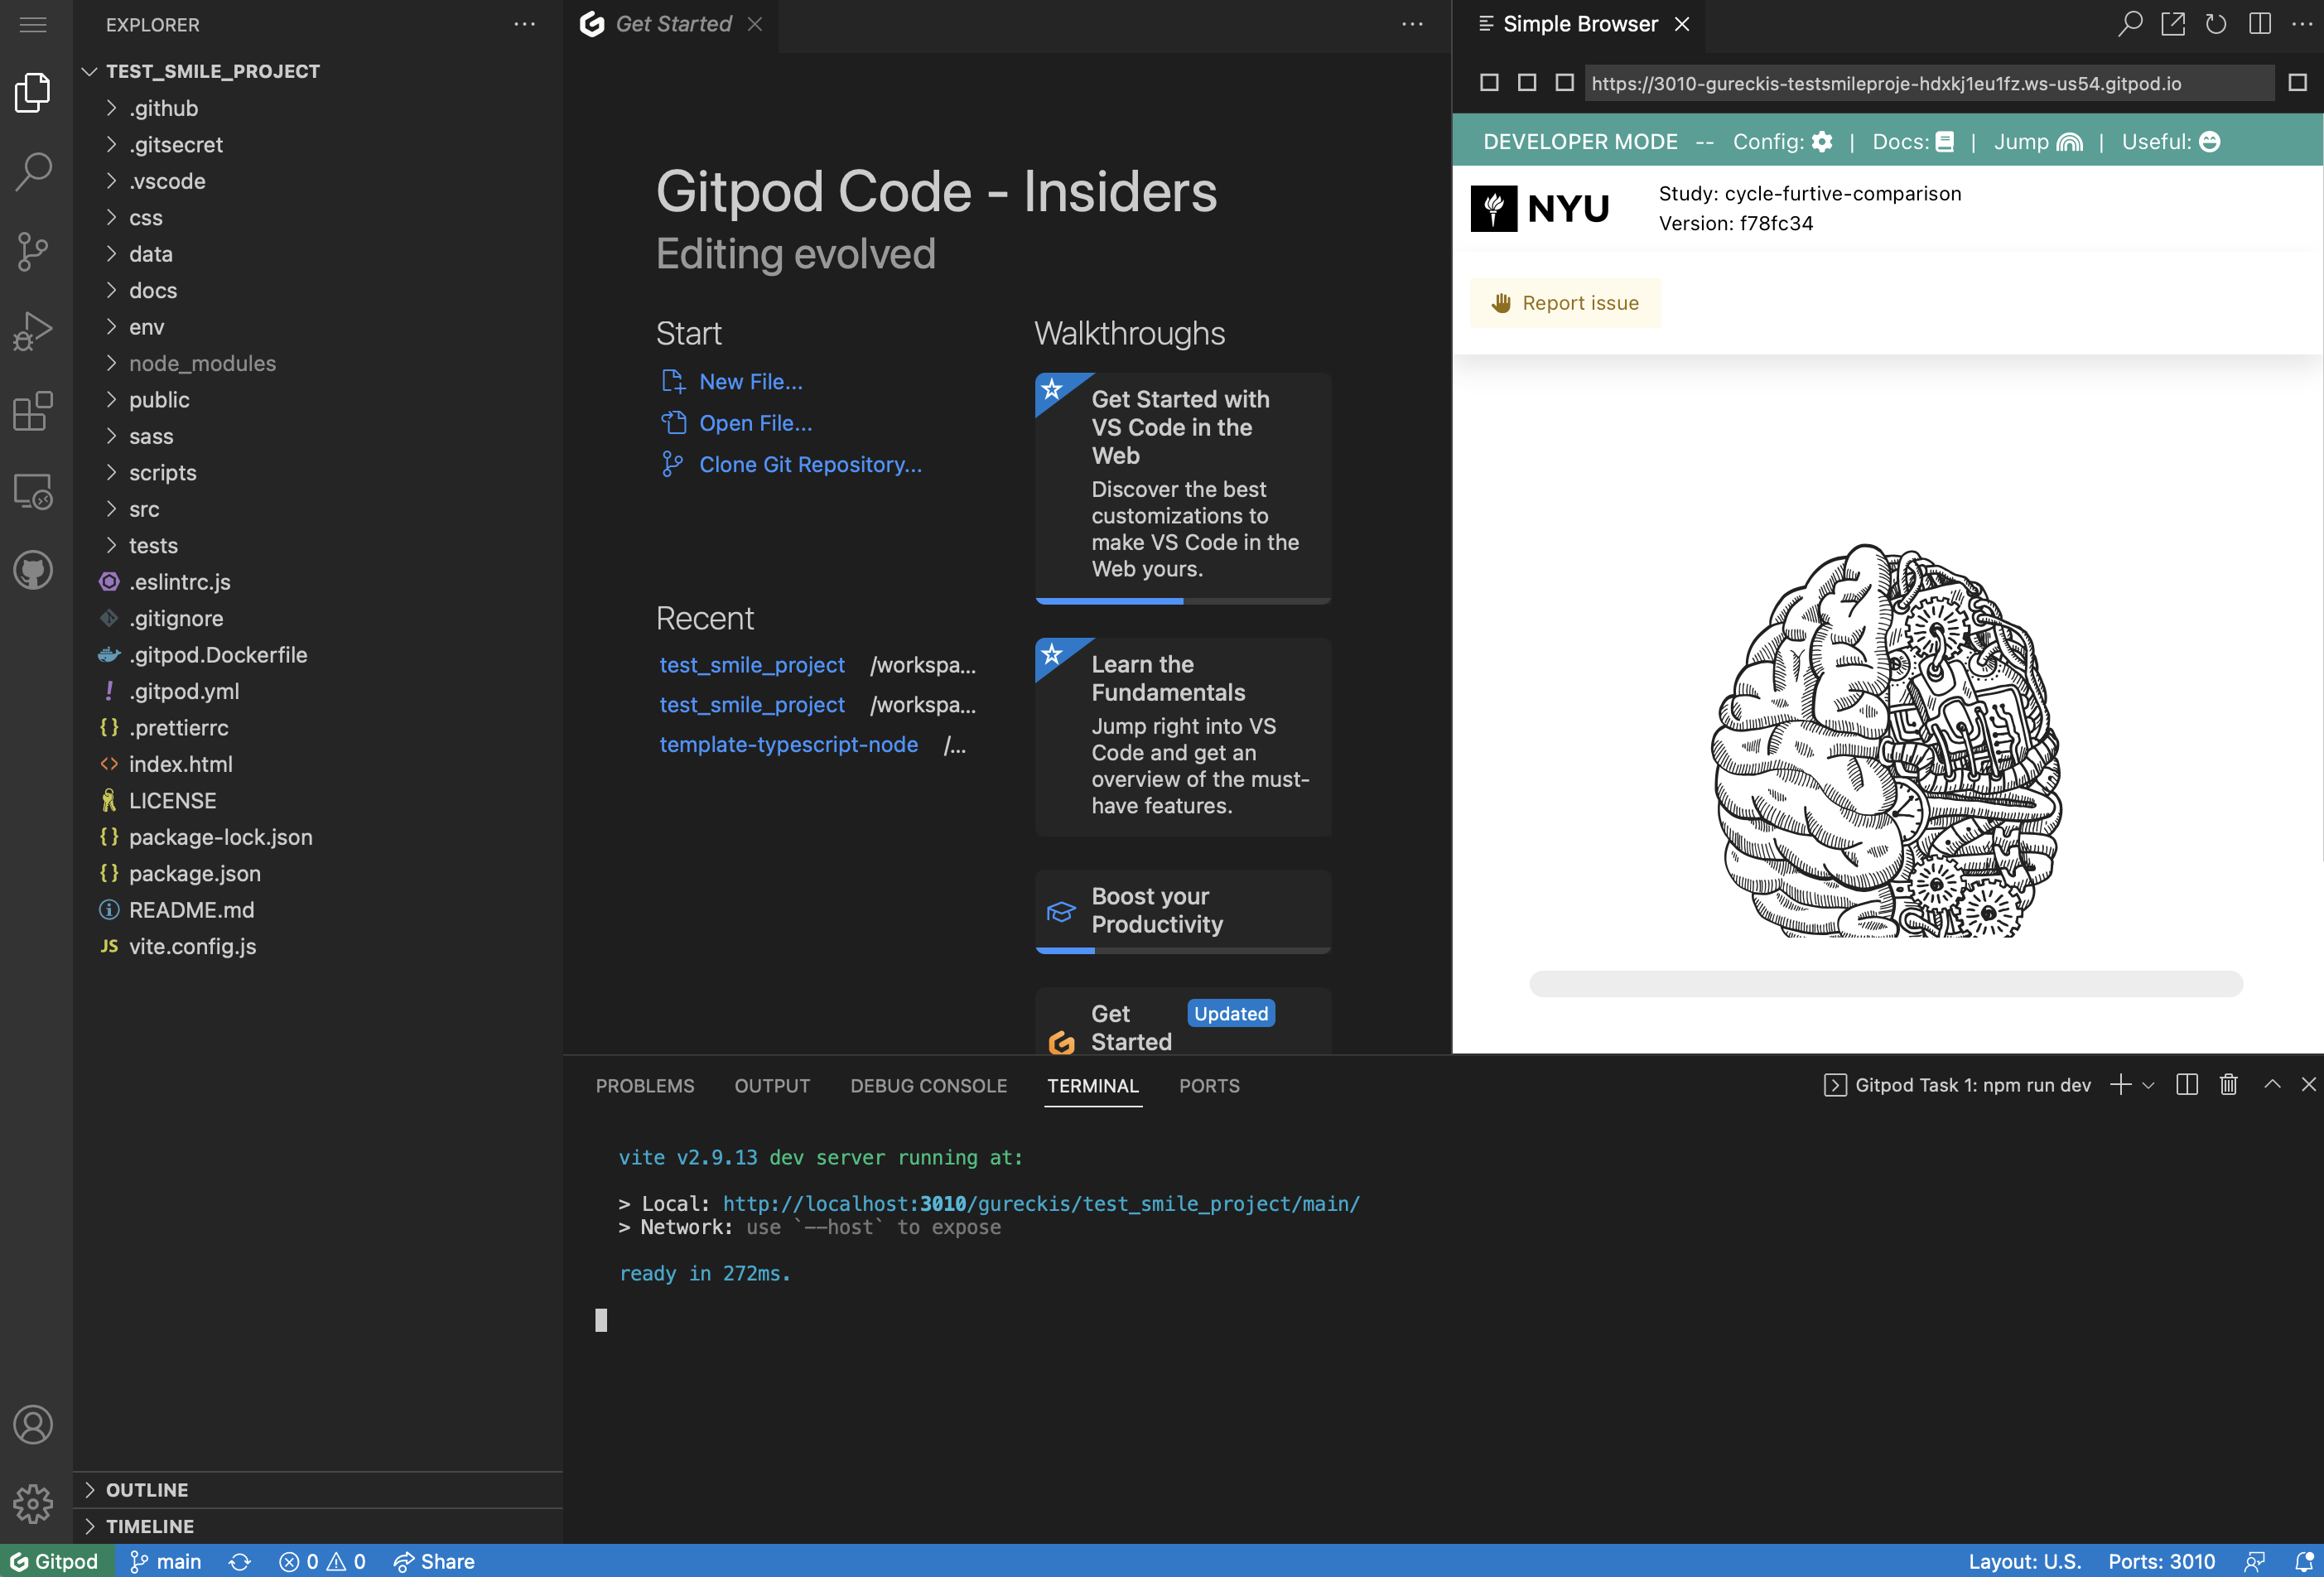 EXPLORER
TEST_SMILE_PROJECT
.github
.gitsecret
.vscode
css
data
docs
env
node_modules
public
sass
scripts
src
tests
.eslintrc.js
.gitignore
.gitpod.Dockerfile
.gitpod.yml
.prettierrc
index.html
LICENSE
package-lock.json
package.json
README.md
JS vite.config.js
OUTLINE
TIMELINE
Get Started
Gitpod Code - Insiders
Editing evolved
Start
New File...
Open File...
Clone Git Repository...
Recent
test_smile_project /workspa...
test_smile_project /workspa...
template-typescript-node /...
Walkthroughs
Get Started with
VS Code in the
Web
Discover the best
customizations to
make VS Code in the
Web yours.
Learn the
Fundamentals
Jump right into VS
Code and get an
overview of the must-
have features.
Boost your
Productivity
Get
Started
Updated
Simple Browser
https://3010-gureckis-testsmileproje-hdxkj1eu1fz.ws-us54.gitpod.io
DEVELOPER MODE -- Config: | Docs: | Jump | Useful:
NYU
Study: cycle-furtive-comparison
Version: f78fc34
Report issue
PROBLEMS OUTPUT DEBUG CONSOLE TERMINAL PORTS
Gitpod Task 1: npm run dev
vite v2.9.13 dev server running at:
> Local: http://localhost:3010/gureckis/test_smile_project/main/
> Network: use `--host` to expose
ready in 272ms.
Gitpod main 0 0 Share
Layout: U.S. Ports: 3010